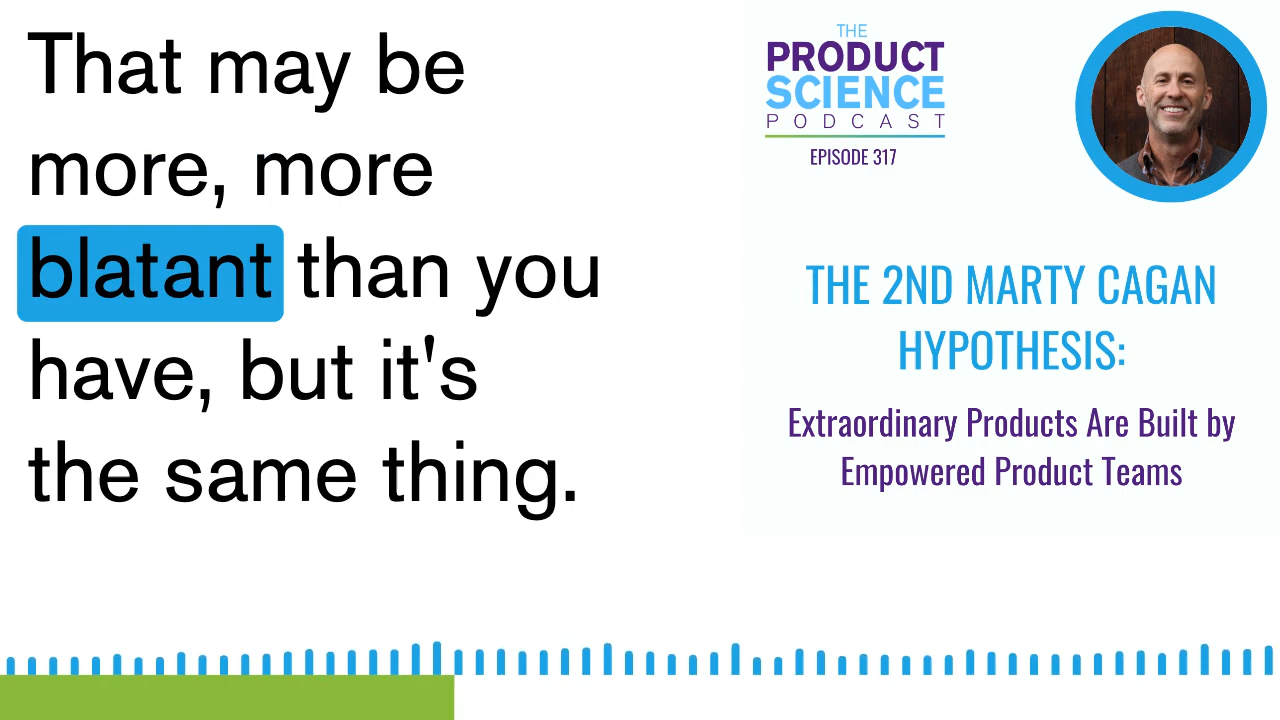 That may be
more, more
blatant than you
have, but it's
the same thing.
THE
PRODUCT
SCIENCE
PODCAST
EPISODE 317
THE 2ND MARTY CAGAN
HYPOTHESIS:
Extraordinary Products Are Built by
Empowered Product Teams